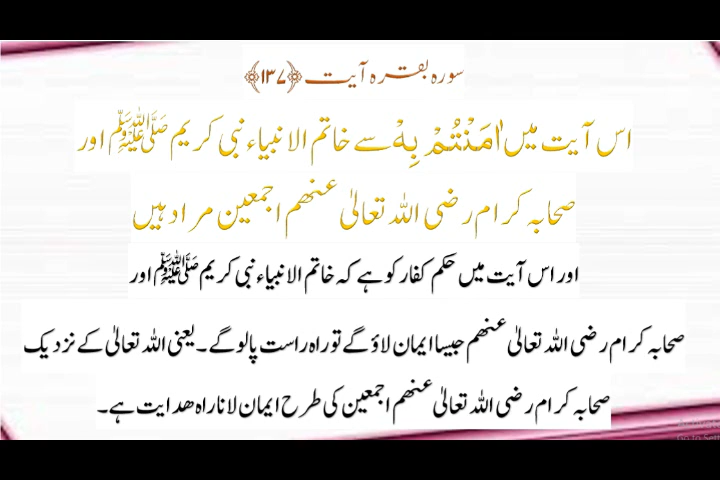 سورہ بقرہ آیت ﴿۱۳۷﴾
اس آیت میں اٰمَنْتُمْ بِهٖ سے خاتم الانبیاء نبی کریم ﷺ اور
صحابہ کرام رضی اللہ تعالیٰ عنھم اجمعین مراد ہیں
اور اس آیت میں حکم کفار کو ہے کہ خاتم الانبیاء نبی کریم ﷺ اور
صحابہ کرام رضی اللہ تعالیٰ عنھم جیسا ایمان لاؤ گے تو راہ راست پالو گے۔ یعنی اللہ تعالیٰ کے نزدیک
صحابہ کرام رضی اللہ تعالیٰ عنھم اجمعین کی طرح ایمان لانا راہ ھدایت ہے۔